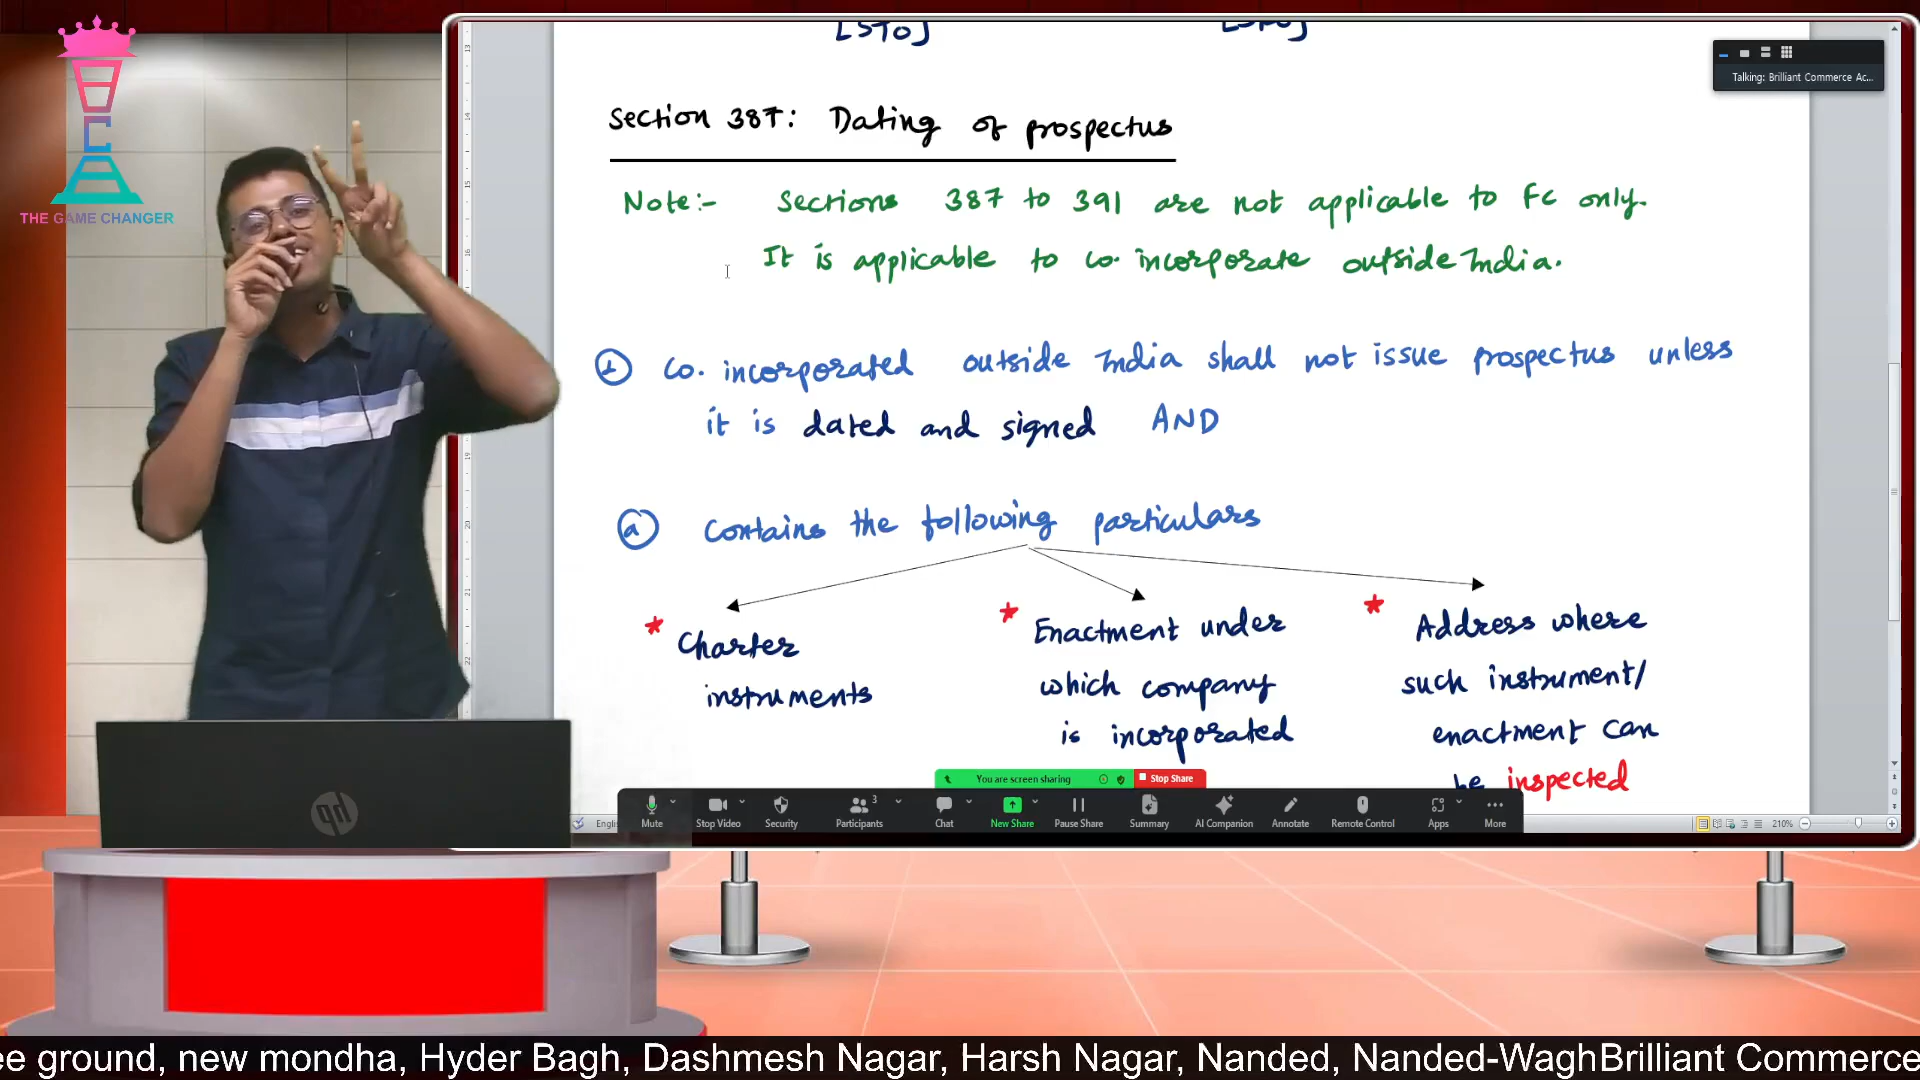 [STO]
Talking: Brilliant Commerce Ac...
Section 387: Dating of prospectus
Note:- Sections 387 to 391 are not applicable to FC only.
It is applicable to co. incorporate outside India.
THE GAME CHANGER
1 Co. incorporated outside India shall not issue prospectus unless
it is dated and signed AND
a Contains the following particulars
* Charter
instruments
* Enactment under
which company
is incorporated
* Address where
such instrument/
enactment can
be inspected
You are screen sharing Stop Share
3
Mute Stop Video Security Participants Chat New Share Pause Share Summary AI Companion Annotate Remote Control Apps More
210%
hp
ee ground, new mondha, Hyder Bagh, Dashmesh Nagar, Harsh Nagar, Nanded, Nanded-WaghBrilliant Commerce